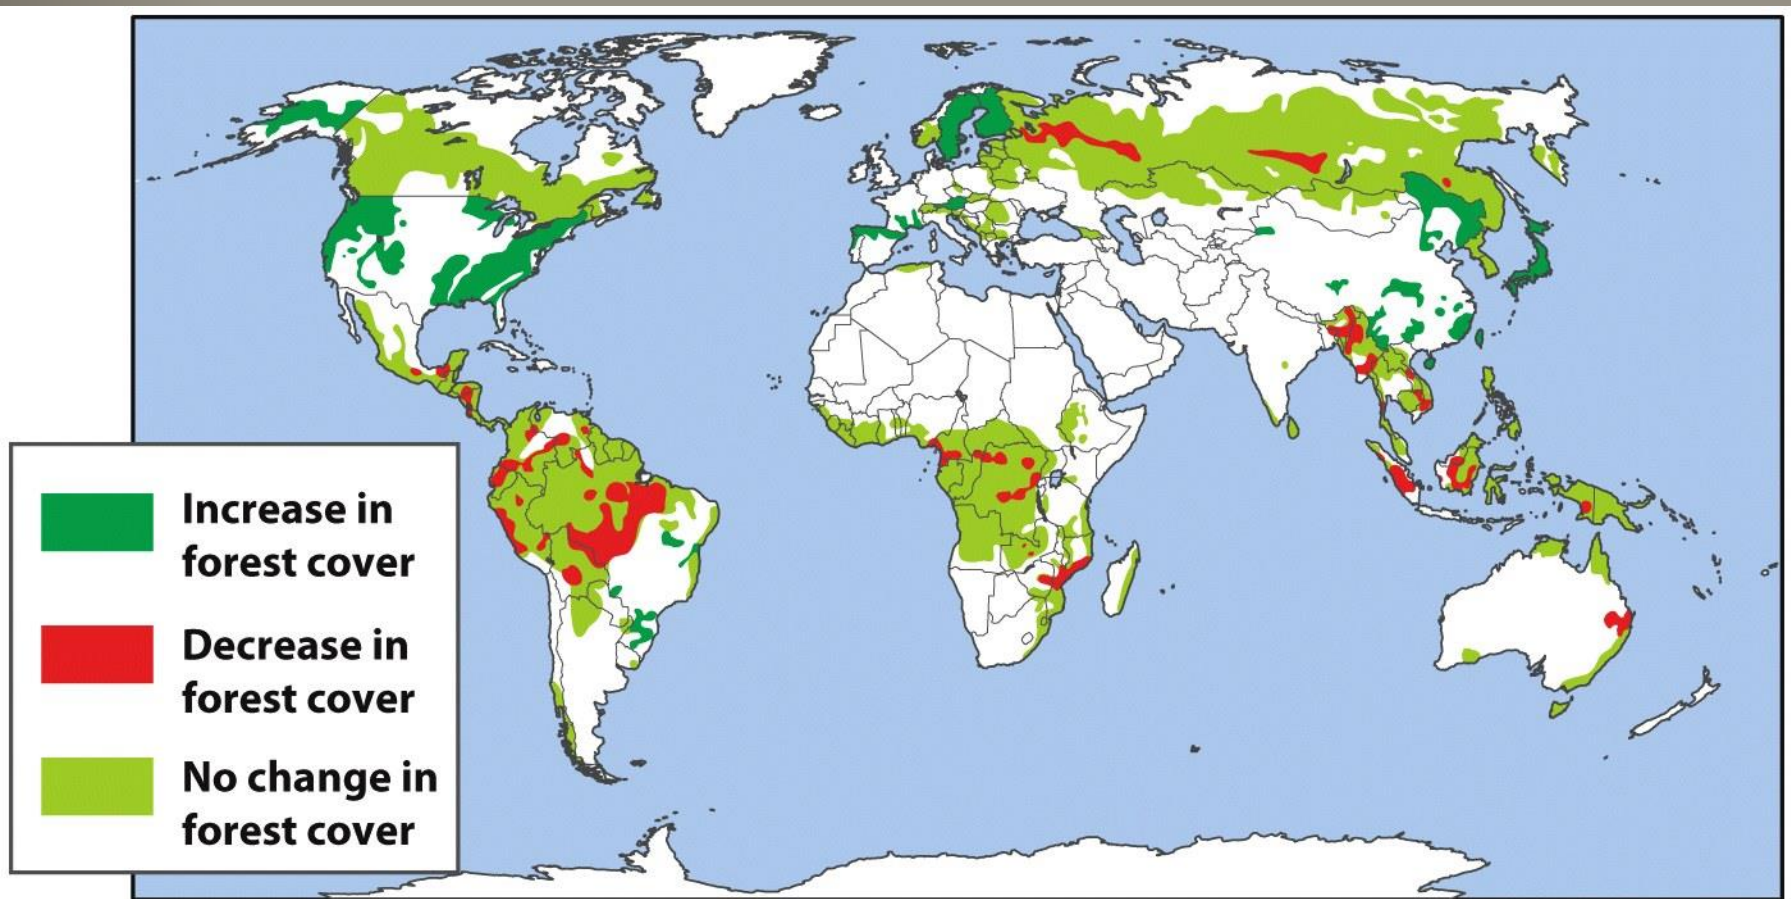 Increase in
forest cover
Decrease in
forest cover
No change in
forest cover